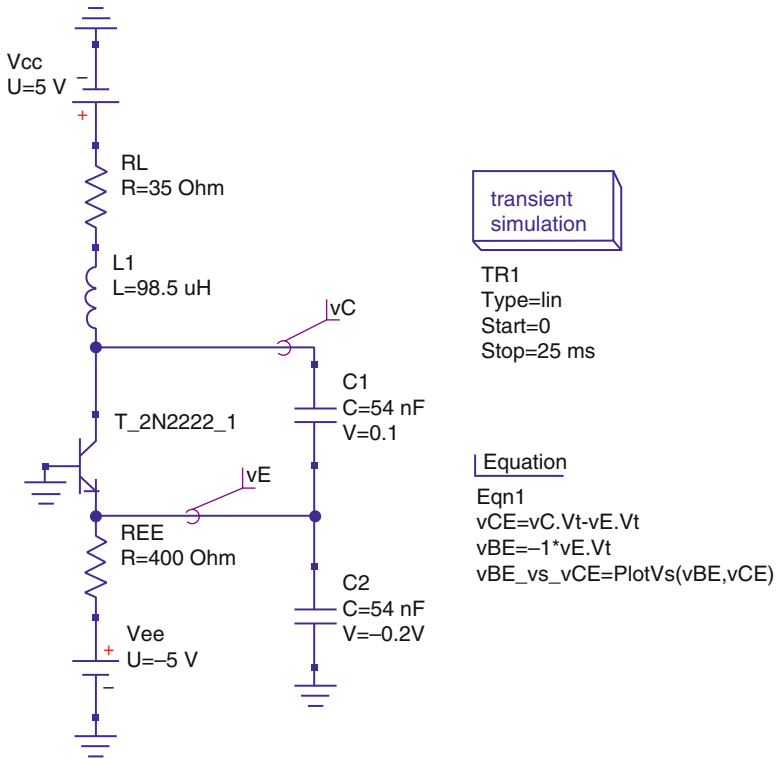 Vcc
U=5 V
–
+
RL
R=35 Ohm
L1
L=98.5 uH
vC
C1
C=54 nF
V=0.1
T_2N2222_1
vE
REE
R=400 Ohm
C2
C=54 nF
V=–0.2V
Vee
U=–5 V
+
–
transient
simulation
TR1
Type=lin
Start=0
Stop=25 ms
Equation
Eqn1
vCE=vC.Vt-vE.Vt
vBE=–1*vE.Vt
vBE_vs_vCE=PlotVs(vBE,vCE)